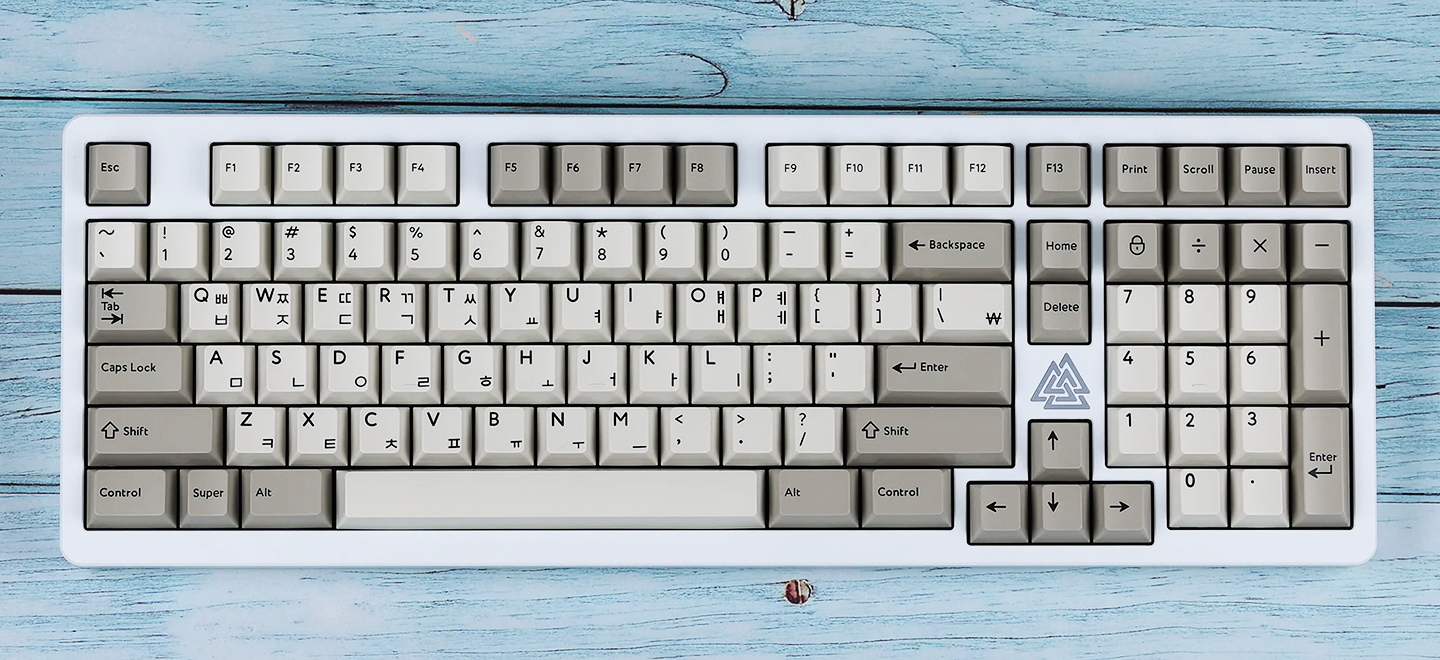 Esc F1 F2 F3 F4 F5 F6 F7 F8 F9 F10 F11 F12 F13 Print Scroll Pause Insert
~ ! @ # $ % ^ & * ( ) — +
` 1 2 3 4 5 6 7 8 9 0 - = ← Backspace Home ÷ × −
Tab
Q ㅃ W ㅉ E ㄸ R ㄲ T ㅆ Y U I O ㅒ P ㅖ { } | 7 8 9
ㅂ ㅈ ㄷ ㄱ ㅅ ㅛ ㅕ ㅑ ㅐ ㅔ [ ] \ ₩ Delete +
A S D F G H J K L : " 4 5 6
Caps Lock ㅁ ㄴ ㅇ ㄹ ㅎ ㅗ ㅓ ㅏ ㅣ ; ' Enter
Z X C V B N M < > ? 1 2 3
Shift ㅋ ㅌ ㅊ ㅍ ㅠ ㅜ ㅡ , . / Shift ↑ Enter
Control Super Alt Alt Control ← ↓ → 0 .